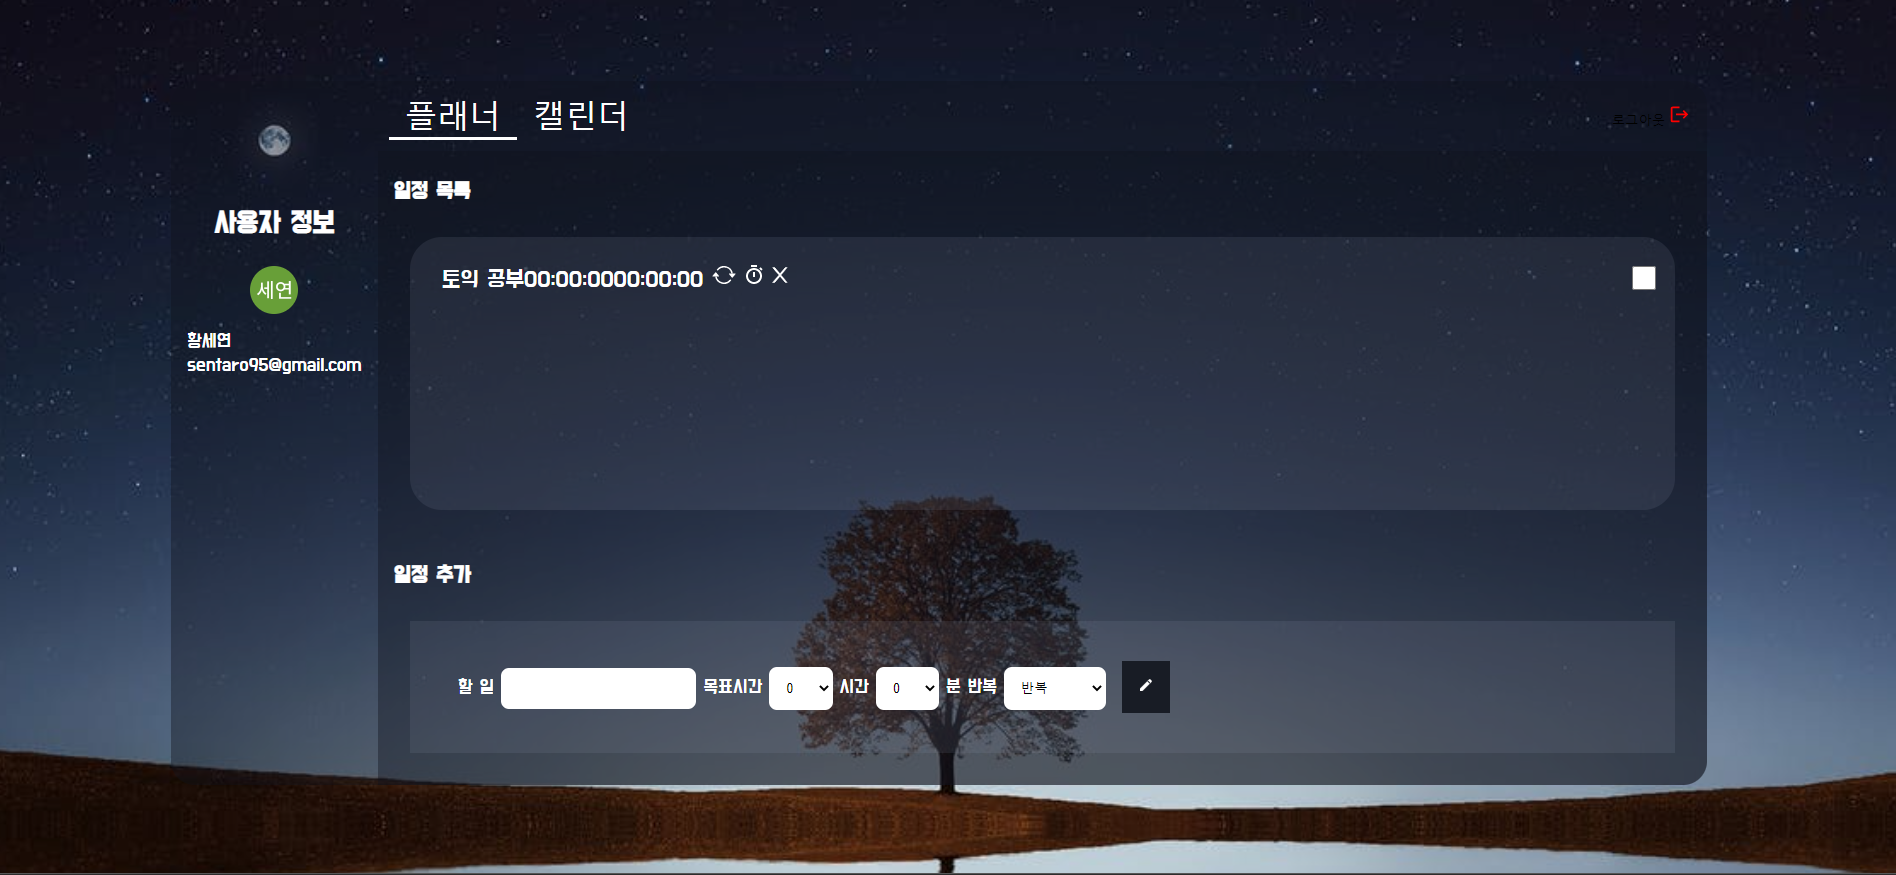 플래너 캘린더
로그아웃
사용자 정보
세연
황세연
sentaro95@gmail.com
일정 목록
토익 공부00:00:0000:00:00
일정 추가
할 일 목표시간 0 시간 0 분 반복 반복